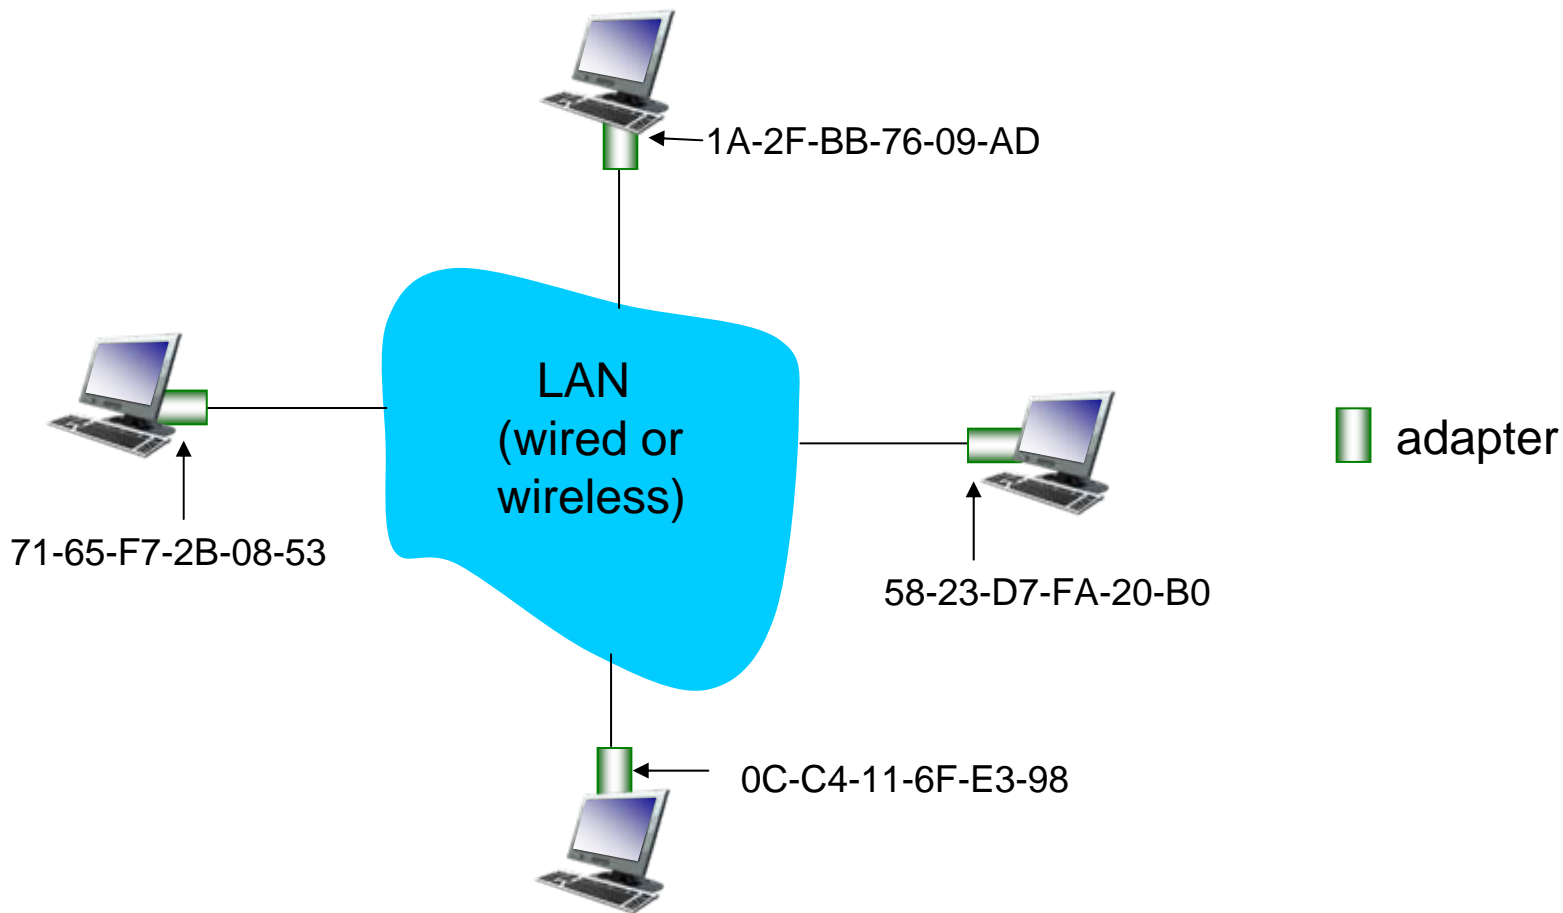 1A-2F-BB-76-09-AD
LAN
(wired or
wireless)
adapter
71-65-F7-2B-08-53
58-23-D7-FA-20-B0
0C-C4-11-6F-E3-98